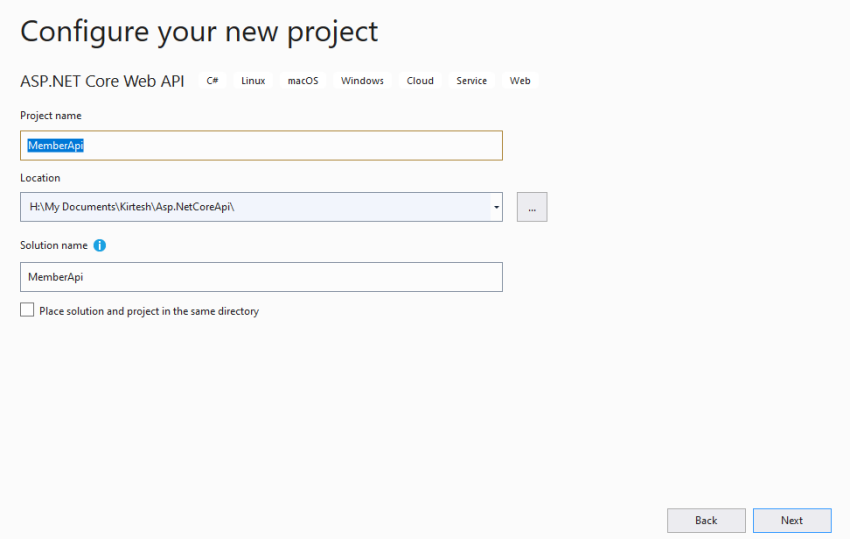 Configure your new project
ASP.NET Core Web API C# Linux macOS Windows Cloud Service Web
Project name
MemberApi
Location
H:\My Documents\Kirtesh\Asp.NetCoreApi\
...
Solution name i
MemberApi
Place solution and project in the same directory
Back Next